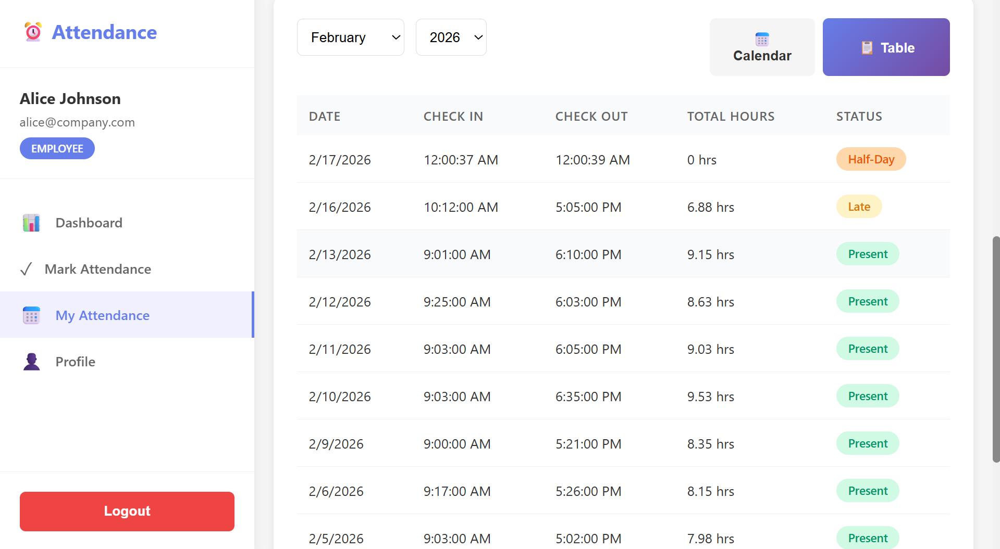 Attendance
Alice Johnson
alice@company.com
EMPLOYEE
Dashboard
Mark Attendance
My Attendance
Profile
Logout
February 2026
Calendar
Table
DATE CHECK IN CHECK OUT TOTAL HOURS STATUS
2/17/2026 12:00:37 AM 12:00:39 AM 0 hrs Half-Day
2/16/2026 10:12:00 AM 5:05:00 PM 6.88 hrs Late
2/13/2026 9:01:00 AM 6:10:00 PM 9.15 hrs Present
2/12/2026 9:25:00 AM 6:03:00 PM 8.63 hrs Present
2/11/2026 9:03:00 AM 6:05:00 PM 9.03 hrs Present
2/10/2026 9:03:00 AM 6:35:00 PM 9.53 hrs Present
2/9/2026 9:00:00 AM 5:21:00 PM 8.35 hrs Present
2/6/2026 9:17:00 AM 5:26:00 PM 8.15 hrs Present
2/5/2026 9:03:00 AM 5:02:00 PM 7.98 hrs Present